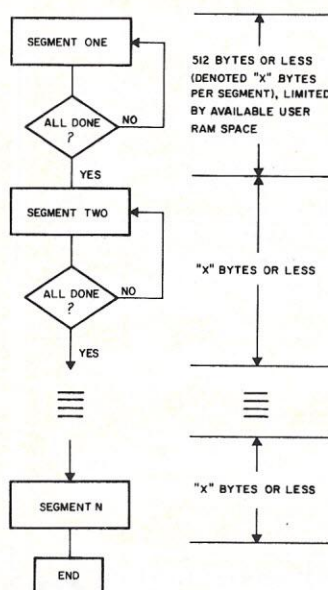 SEGMENT ONE
512 BYTES OR LESS
(DENOTED "X" BYTES
PER SEGMENT), LIMITED
BY AVAILABLE USER
RAM SPACE
ALL DONE
?
NO
YES
SEGMENT TWO
"X" BYTES OR LESS
ALL DONE
?
NO
YES
"X" BYTES OR LESS
SEGMENT N
END